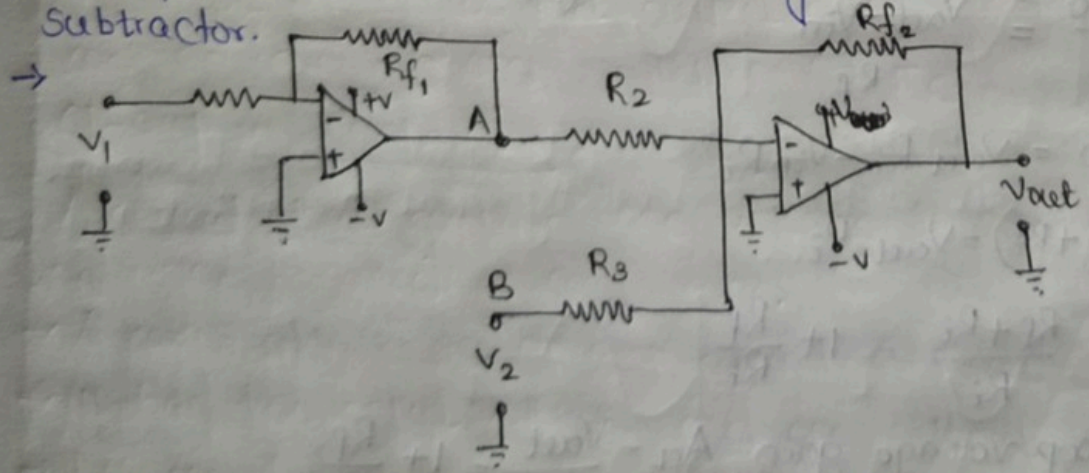 subtractor.
→
Rf₂
Rf₁
+V
R₂
V₁
A
-
+
-V
-
+
-V
Vout
B
R₃
V₂